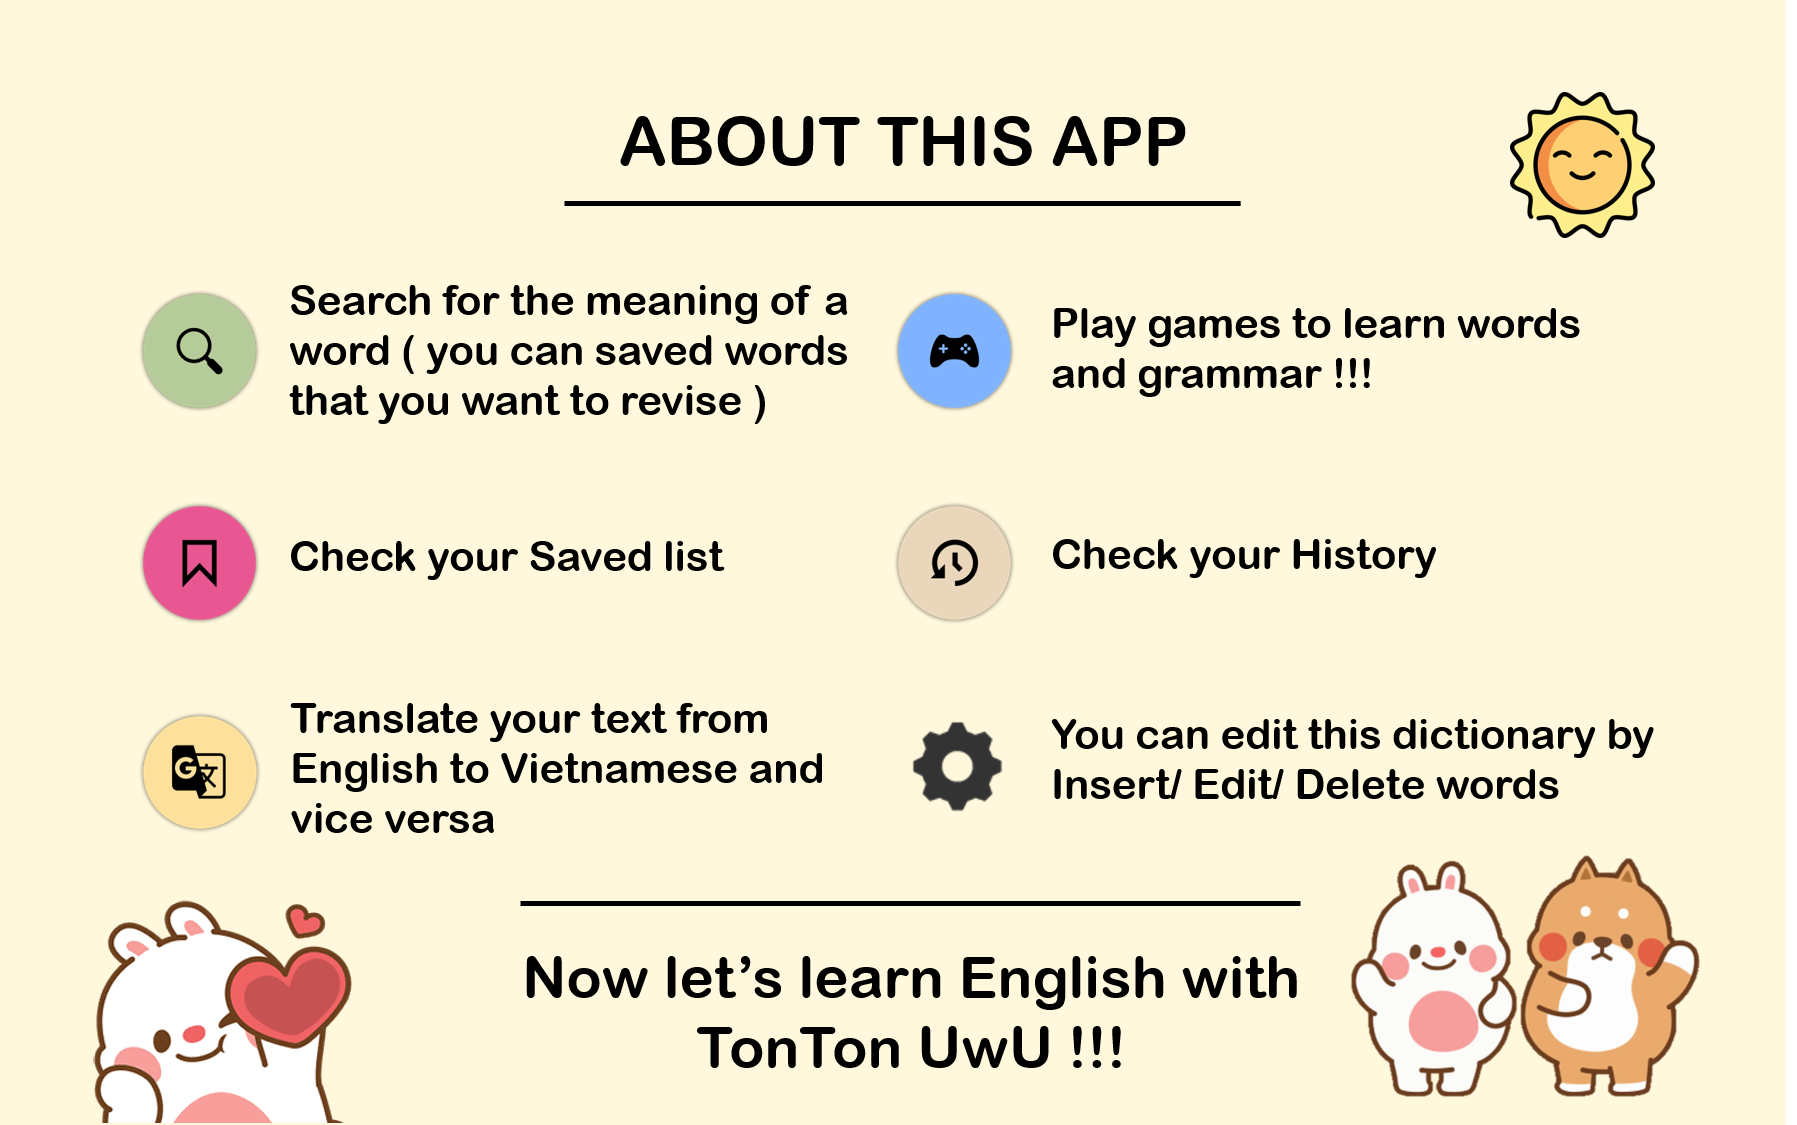 ABOUT THIS APP
Search for the meaning of a
word ( you can saved words
that you want to revise )
Play games to learn words
and grammar !!!
Check your Saved list
Check your History
Translate your text from
English to Vietnamese and
vice versa
G文
You can edit this dictionary by
Insert/ Edit/ Delete words
Now let’s learn English with
TonTon UwU !!!